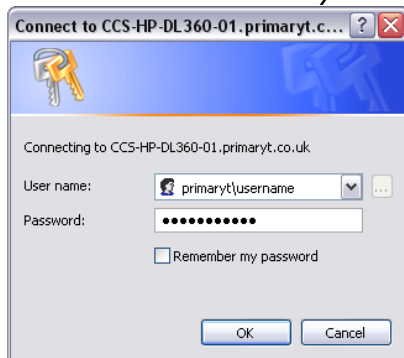 Connect to CCS-HP-DL360-01.primaryt.c...
Connecting to CCS-HP-DL360-01.primaryt.co.uk
User name:
primaryt\username
...
Password:
•••••••••••
Remember my password
OK
Cancel